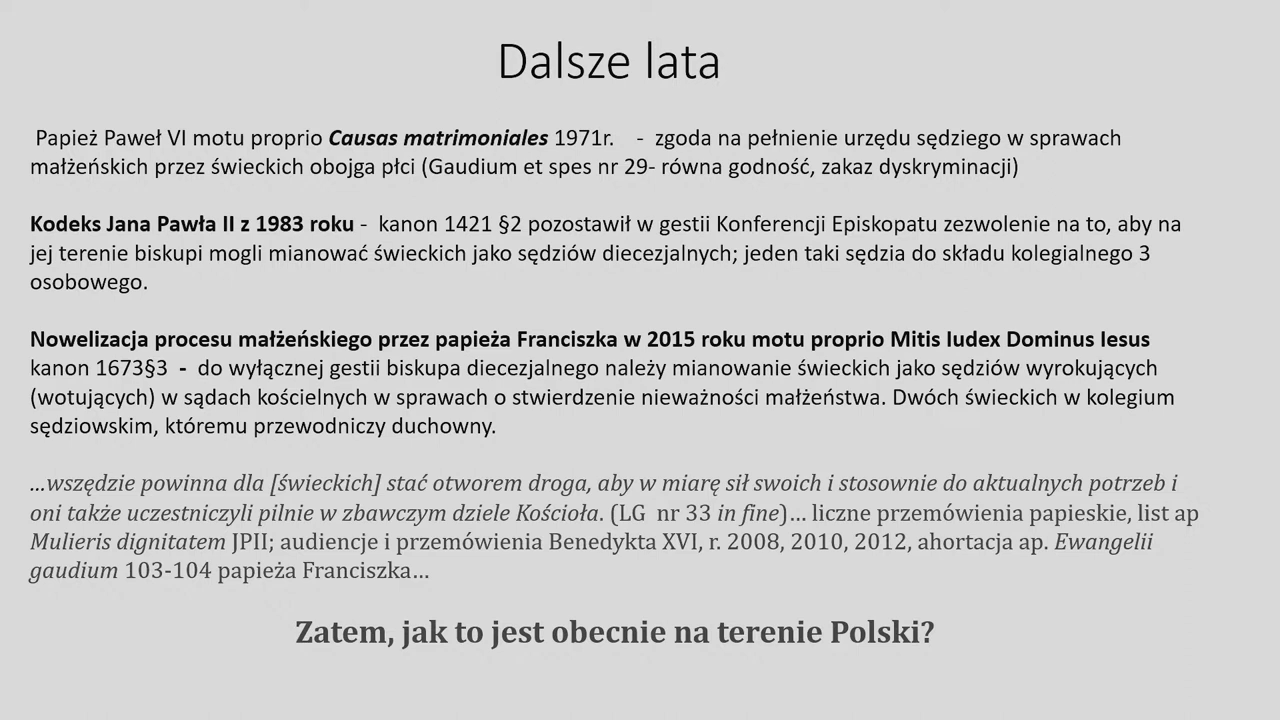 Dalsze lata
Papież Paweł VI motu proprio Causas matrimoniales 1971r. - zgoda na pełnienie urzędu sędziego w sprawach
małżeńskich przez świeckich obojga płci (Gaudium et spes nr 29- równa godność, zakaz dyskryminacji)
Kodeks Jana Pawła II z 1983 roku - kanon 1421 §2 pozostawił w gestii Konferencji Episkopatu zezwolenie na to, aby na
jej terenie biskupi mogli mianować świeckich jako sędziów diecezjalnych; jeden taki sędzia do składu kolegialnego 3
osobowego.
Nowelizacja procesu małżeńskiego przez papieża Franciszka w 2015 roku motu proprio Mitis Iudex Dominus Iesus
kanon 1673§3 - do wyłącznej gestii biskupa diecezjalnego należy mianowanie świeckich jako sędziów wyrokujących
(wotujących) w sądach kościelnych w sprawach o stwierdzenie nieważności małżeństwa. Dwóch świeckich w kolegium
sędziowskim, któremu przewodniczy duchowny.
...wszędzie powinna dla [świeckich] stać otworem droga, aby w miarę sił swoich i stosownie do aktualnych potrzeb i
oni także uczestniczyli pilnie w zbawczym dziele Kościoła. (LG nr 33 in fine)... liczne przemówienia papieskie, list ap
Mulieris dignitatem JPII; audiencje i przemówienia Benedykta XVI, r. 2008, 2010, 2012, ahortacja ap. Ewangelii
gaudium 103-104 papieża Franciszka...
Zatem, jak to jest obecnie na terenie Polski?